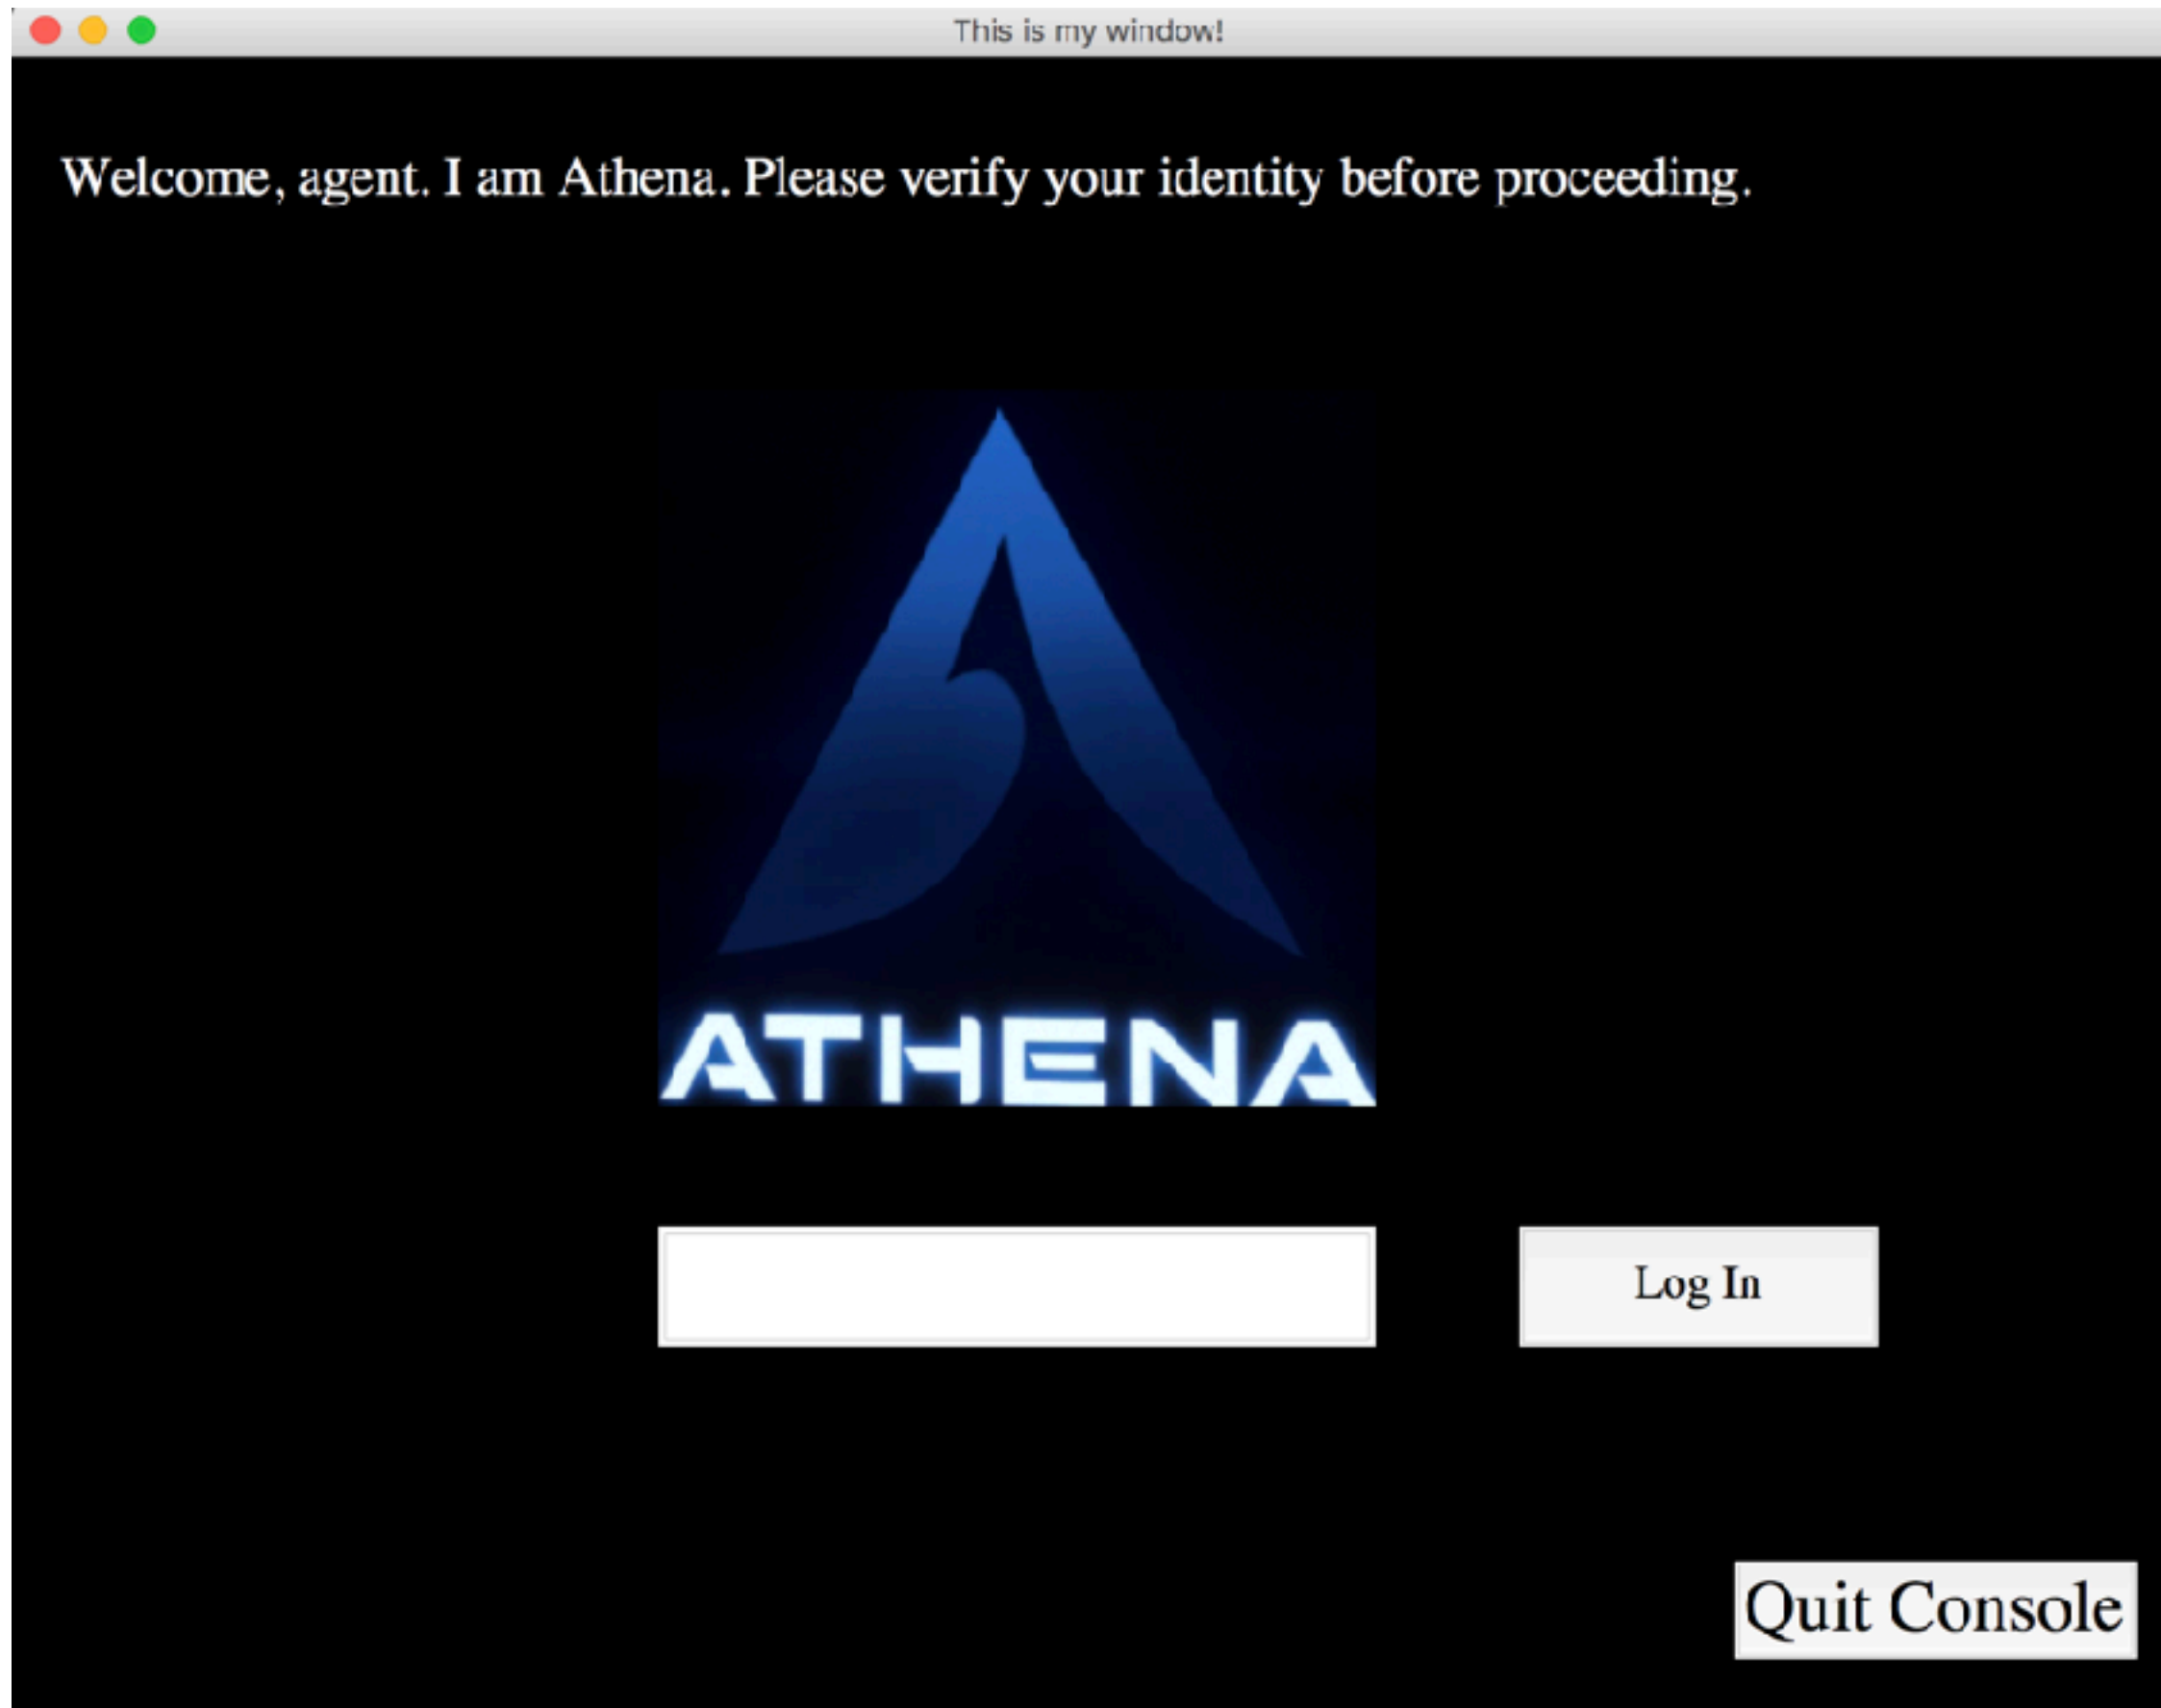 This is my window!
Welcome, agent. I am Athena. Please verify your identity before proceeding.
ATHENA
Log In
Quit Console